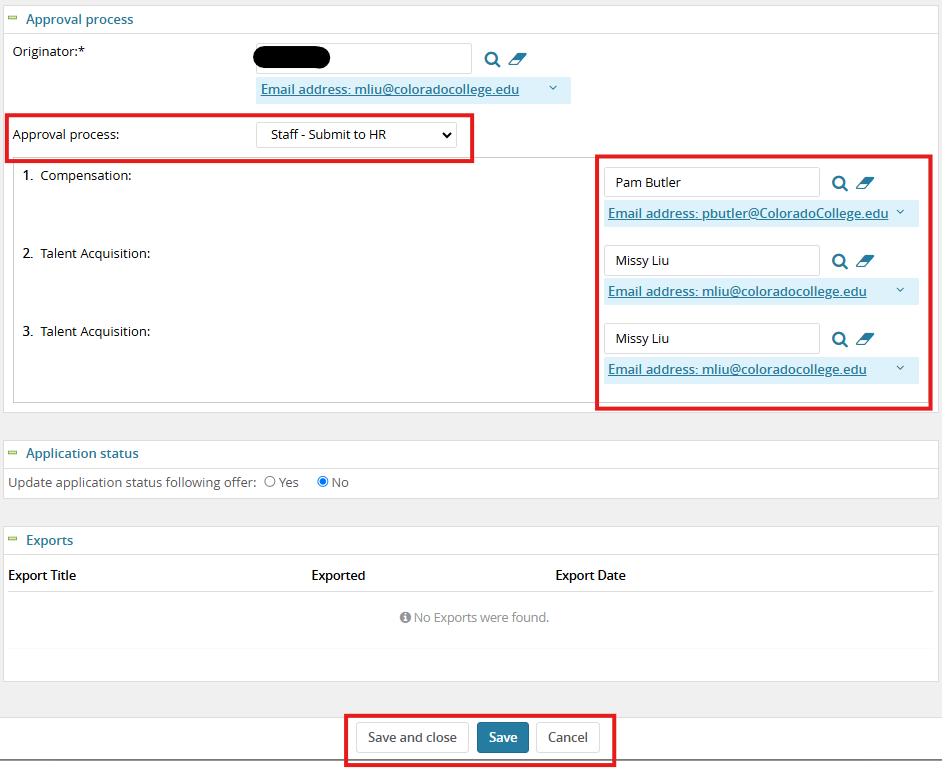 Approval process
Originator:*
Email address: mliu@coloradocollege.edu
Approval process: Staff - Submit to HR
1. Compensation: Pam Butler
Email address: pbutler@ColoradoCollege.edu
2. Talent Acquisition: Missy Liu
Email address: mliu@coloradocollege.edu
3. Talent Acquisition: Missy Liu
Email address: mliu@coloradocollege.edu
Application status
Update application status following offer: Yes No
Exports
Export Title Exported Export Date
No Exports were found.
Save and close Save Cancel